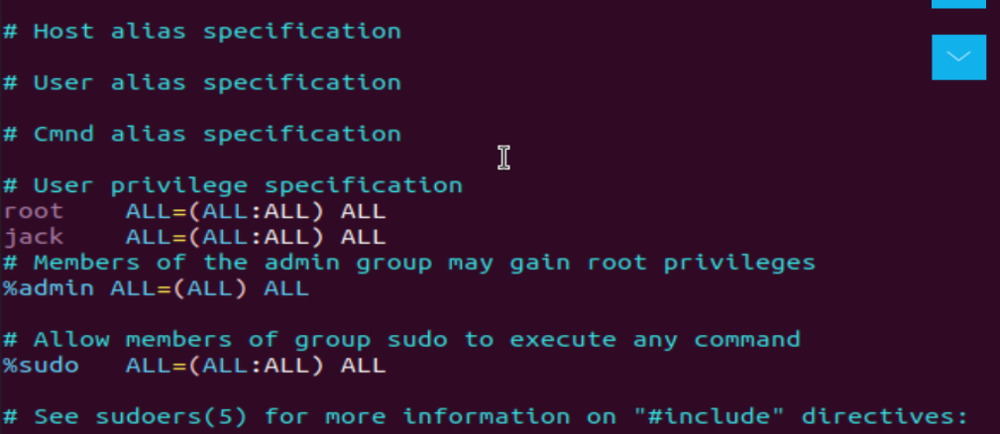 # Host alias specification
# User alias specification
# Cmnd alias specification
# User privilege specification
root    ALL=(ALL:ALL) ALL
jack    ALL=(ALL:ALL) ALL
# Members of the admin group may gain root privileges
%admin ALL=(ALL) ALL
# Allow members of group sudo to execute any command
%sudo   ALL=(ALL:ALL) ALL
# See sudoers(5) for more information on "#include" directives: